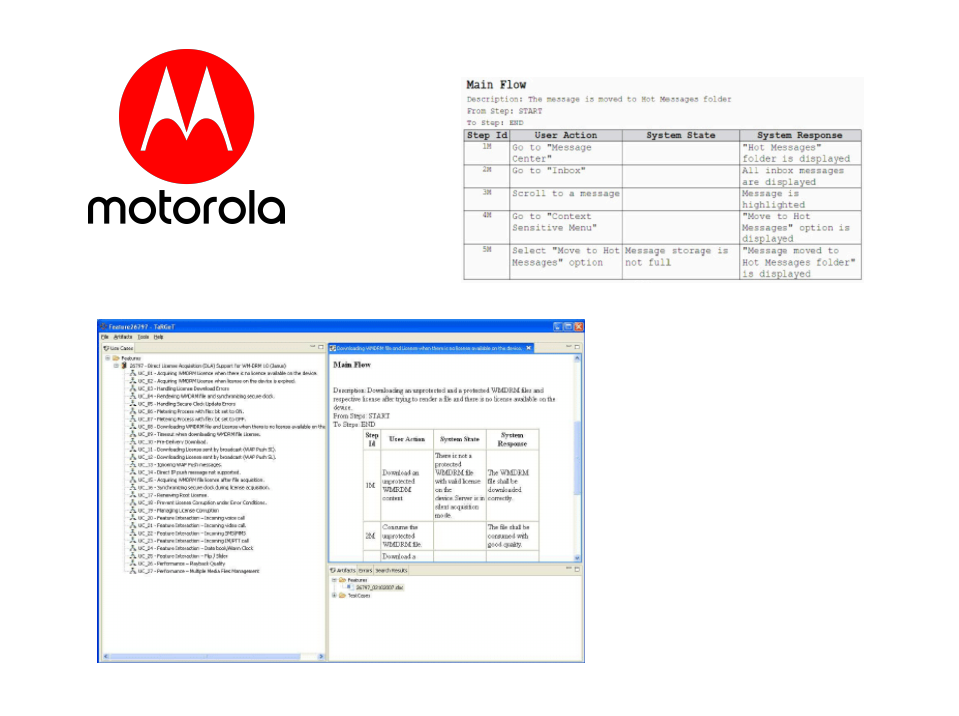 motorola
Main Flow
Description: The message is moved to Hot Messages folder
From Step: START
To Step: END
Step Id User Action System State System Response
1M Go to "Message Center" "Hot Messages" folder is displayed
2M Go to "Inbox" All inbox messages are displayed
3M Scroll to a message Message is highlighted
4M Go to "Context Sensitive Menu" "Move to Hot Messages" option is displayed
5M Select "Move to Hot Messages" option Message storage is not full "Message moved to Hot Messages folder" is displayed
Feature26797 - TaRGeT
File Artifacts Tools Help
Use Cases
Features
26797 - Direct License Acquisition (DLA) Support for WM-DRM 10 (Janus)
UC_01 - Acquiring WMDRM Licence when there is no licence available on the device.
UC_02 - Acquiring WMDRM License when license on the device is expired.
UC_03 - Handling License Download Errors
UC_04 - Rendering WMDRM file and synchronizing secure clock.
UC_05 - Handling Secure Clock Update Errors
UC_06 - Metering Process with flex bit set to ON.
UC_07 - Metering Process with flex bit set to OFF.
UC_08 - Downloading WMDRM file and License when there is no license available on the
UC_09 - Timeout when downloading WMDRM file License.
UC_10 - Pre-Delivery Download.
UC_11 - Downloading License sent by broadcast (WAP Push SI).
UC_12 - Downloading License sent by broadcast (WAP Push SL).
UC_13 - Ignoring WAP Push messages.
UC_14 - Direct IP push message not supported.
UC_15 - Acquiring WMDRM file license after file acquisition.
UC_16 - Synchronizing secure clock during license acquisition.
UC_17 - Removing Root License.
UC_18 - Prevent License Corruption under Error Conditions.
UC_19 - Managing License Corruption
UC_20 - Feature Interaction - Incoming voice call
UC_21 - Feature Interaction - Incoming voice call.
UC_22 - Feature Interaction - Incoming
UC_23 - Feature Interaction - Incoming IM/PTT call
UC_24 - Feature Interaction - Date book/Alarm Clock
UC_25 - Feature Interaction - Flip / Slider
UC_26 - Performance - Playback Quality
UC_27 - Performance - Multiple Media Files Management
Downloading WMDRM file and License when there is no license available on the device.
Main Flow
Description: Downloading an unprotected and a protected WMDRM files and
respective license after trying to render a file and there is no license available on the
device.
From Steps: START
To Steps: END
Step Id User Action System State System Response
1M Download an unprotected WMRDM content There is not a protected WMDRM file with valid license on the device.Server is in silent acquisition mode. The WMDRM file shall be downloaded correctly.
2M Consume the unprotected WMDRM file. The file shall be consumed with good quality.
Download a
Artifacts Errors Search Results
Features
Test Cases